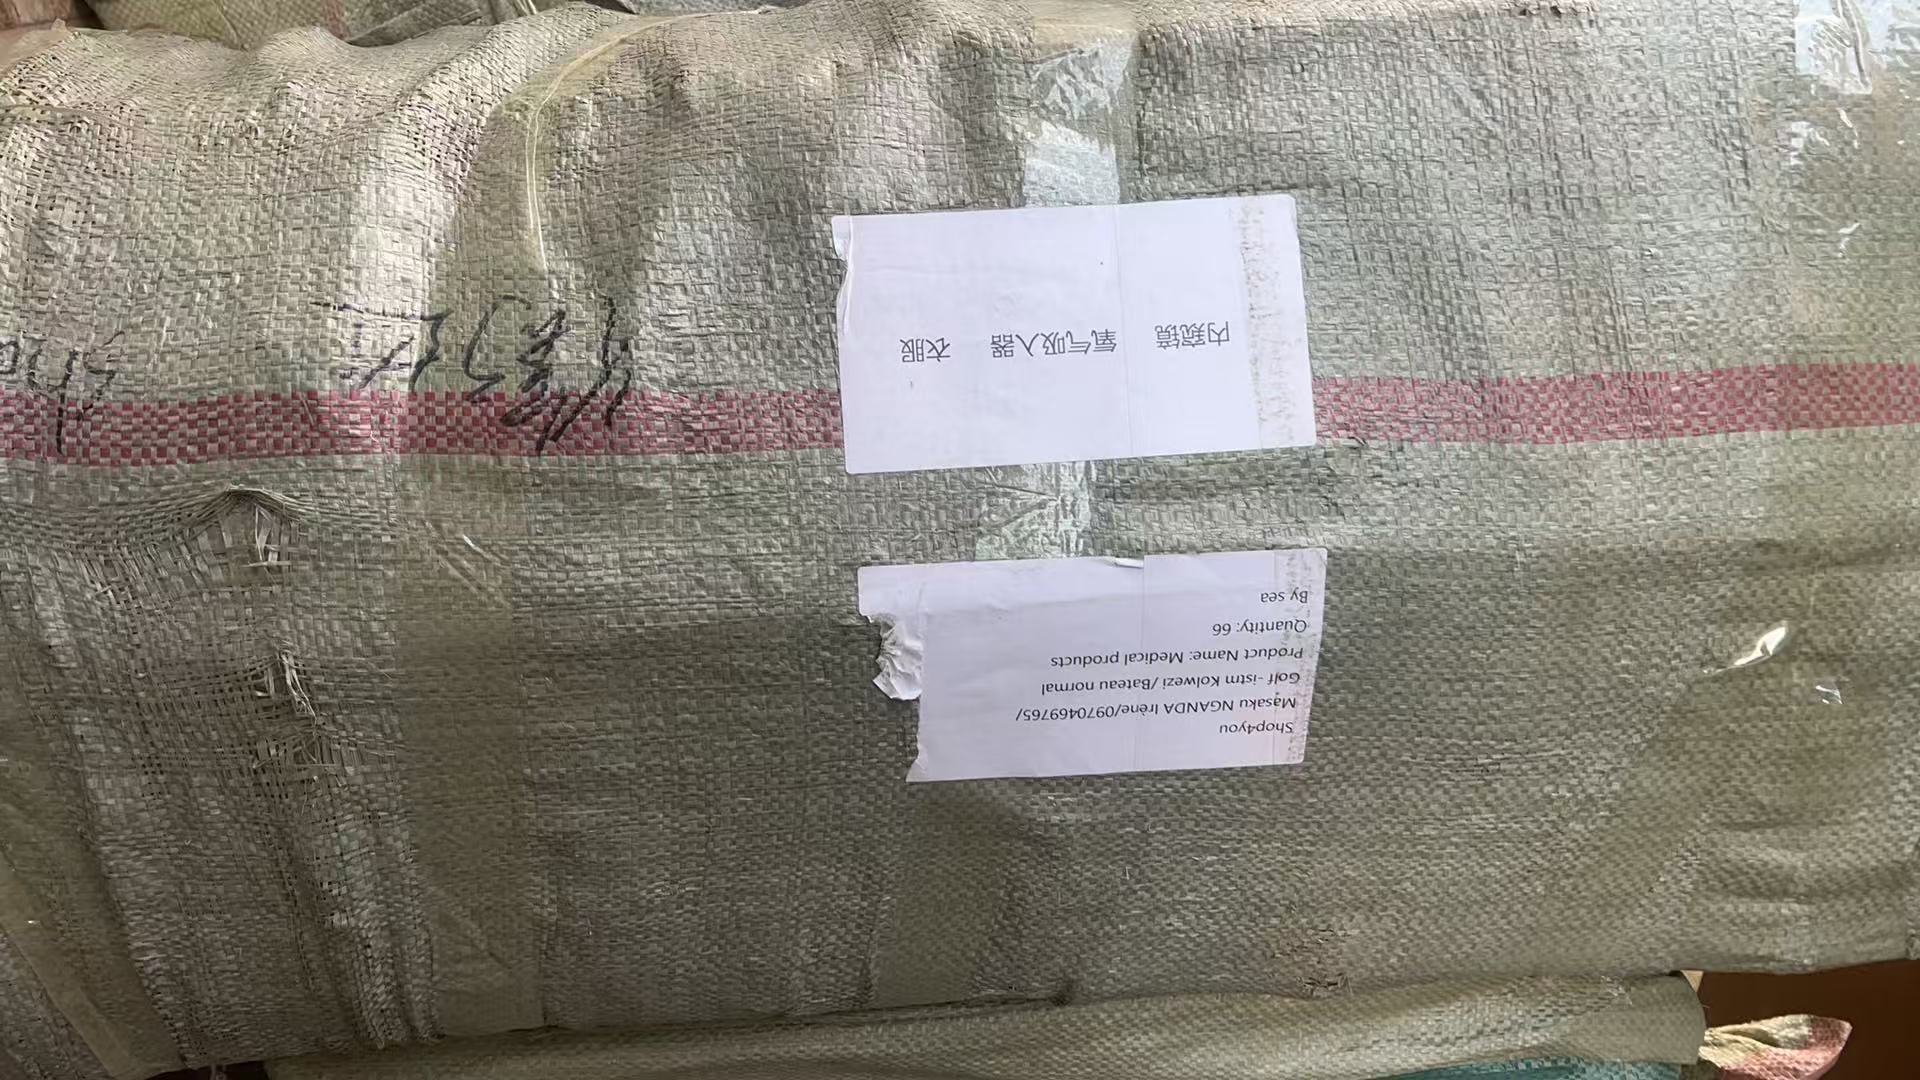 Shop4you
Masaku NGANDA Irène/0970469765/
Golf -istm Kolwezi/Bateau normal
Product Name: Medical products
Quantity: 66
By sea
内窥镜 氧气吸入器 衣服